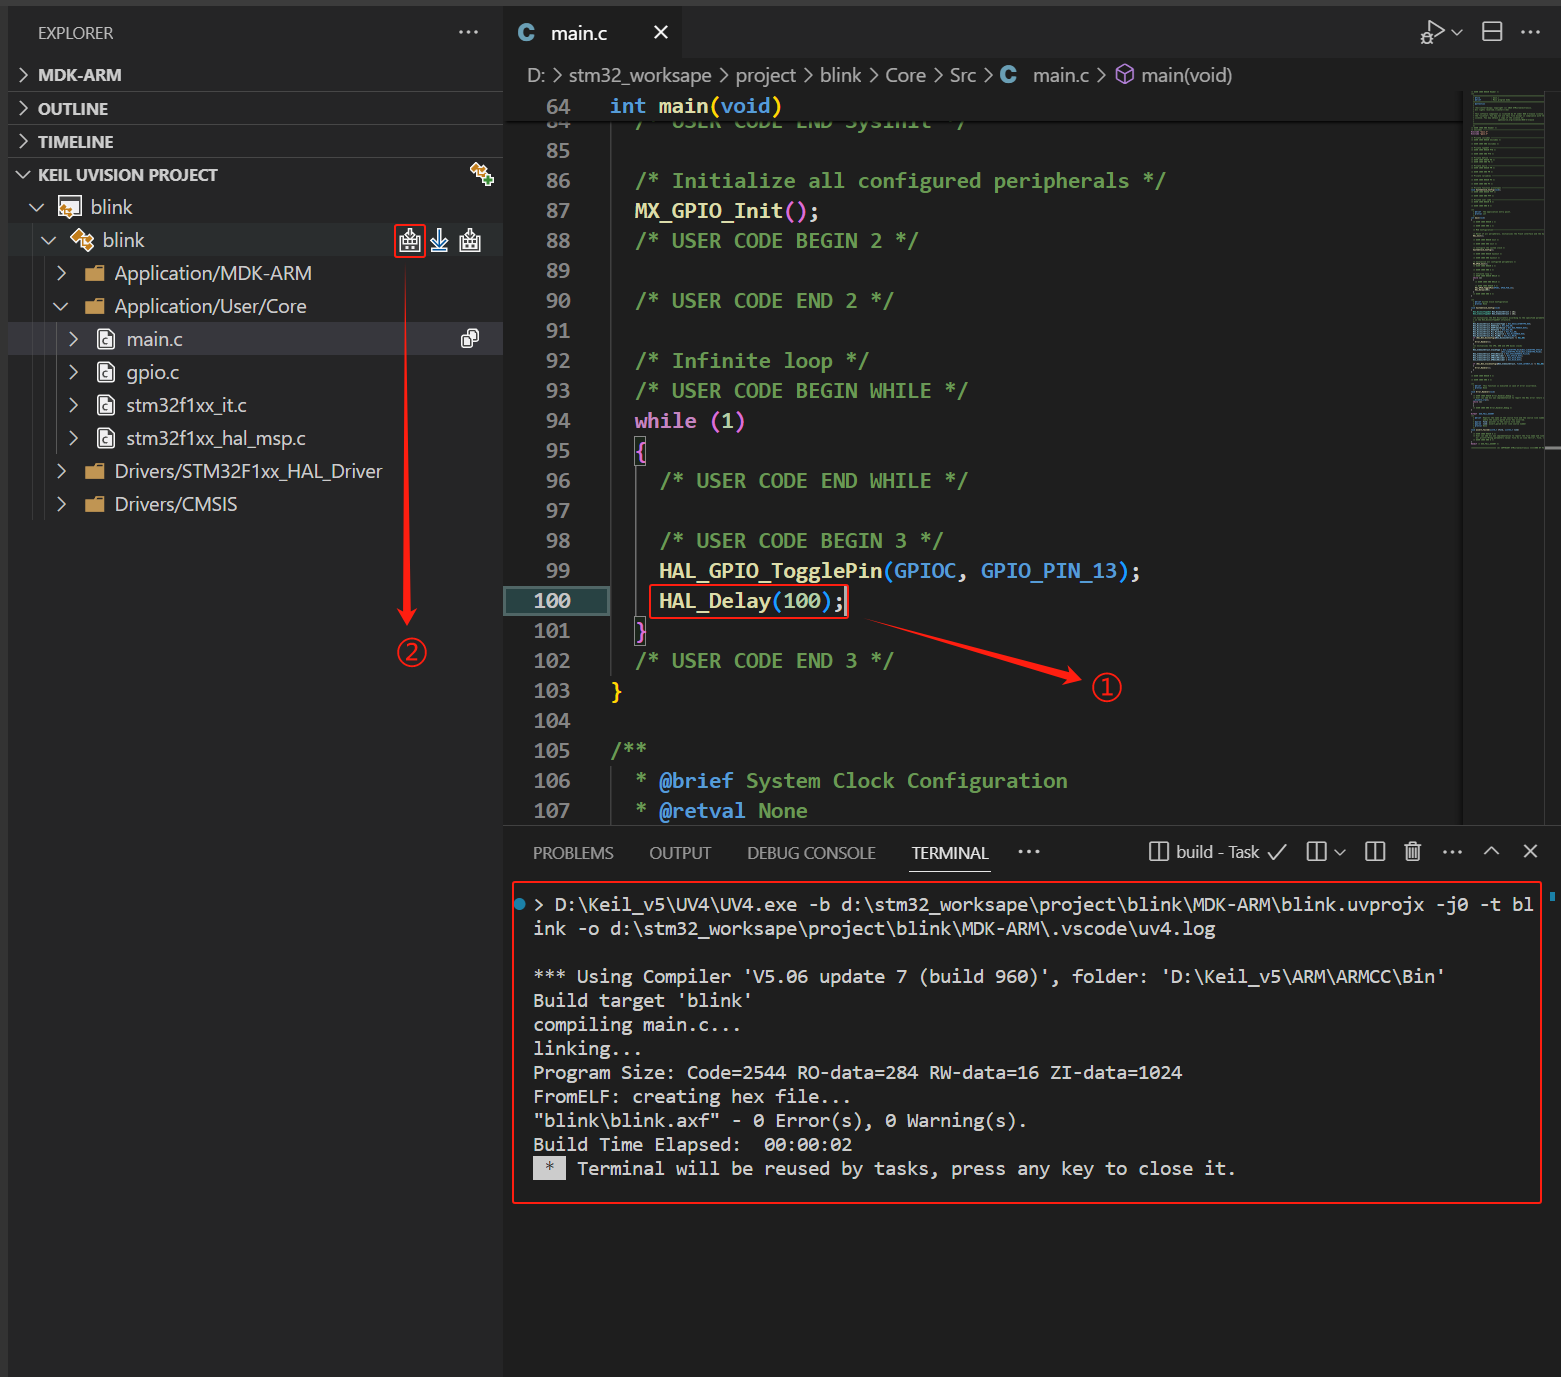 EXPLORER
MDK-ARM
OUTLINE
TIMELINE
KEIL UVISION PROJECT
blink
blink
Application/MDK-ARM
Application/User/Core
main.c
gpio.c
stm32f1xx_it.c
stm32f1xx_hal_msp.c
Drivers/STM32F1xx_HAL_Driver
Drivers/CMSIS
②
main.c
D: > stm32_worksape > project > blink > Core > Src > main.c > main(void)
64 int main(void)
84 /* USER CODE END SysInit */
85
86 /* Initialize all configured peripherals */
87 MX_GPIO_Init();
88 /* USER CODE BEGIN 2 */
89
90 /* USER CODE END 2 */
91
92 /* Infinite loop */
93 /* USER CODE BEGIN WHILE */
94 while (1)
95 {
96 /* USER CODE END WHILE */
97
98 /* USER CODE BEGIN 3 */
99 HAL_GPIO_TogglePin(GPIOC, GPIO_PIN_13);
100 HAL_Delay(100);
101 }
102 /* USER CODE END 3 */
103 }
104
105 /**
106 * @brief System Clock Configuration
107 * @retval None
①
PROBLEMS OUTPUT DEBUG CONSOLE TERMINAL build - Task
> D:\Keil_v5\UV4\UV4.exe -b d:\stm32_worksape\project\blink\MDK-ARM\blink.uvprojx -j0 -t bl
ink -o d:\stm32_worksape\project\blink\MDK-ARM\.vscode\uv4.log
*** Using Compiler 'V5.06 update 7 (build 960)', folder: 'D:\Keil_v5\ARM\ARMCC\Bin'
Build target 'blink'
compiling main.c...
linking...
Program Size: Code=2544 RO-data=284 RW-data=16 ZI-data=1024
FromELF: creating hex file...
"blink\blink.axf" - 0 Error(s), 0 Warning(s).
Build Time Elapsed:  00:00:02
* Terminal will be reused by tasks, press any key to close it.